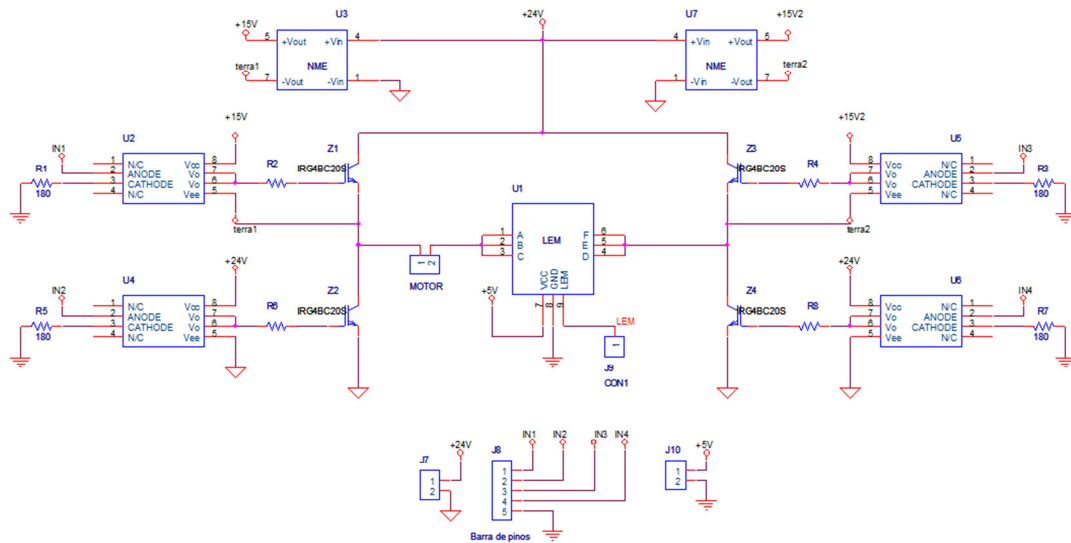 U3 +24V U7
+15V +15V2
5 +Vout +Vin 4 4 +Vin +Vout 5
NME NME
terra1 7 -Vout -Vin 1 1 -Vin -Vout 7 terra2
+15V +15V2
IN1 U2 Z1 Z3 U5 IN3
1 N/C Vcc 8 8 Vcc N/C 1
R1 2 ANODE Vo 7 R2 IRG4BC20S IRG4BC20S R4 7 Vo ANODE 2 R3
3 CATHODE Vo 6 6 Vo CATHODE 3
180 4 N/C Vee 5 5 Vee N/C 4 180
U1
terra1 terra2
1 A LEM F 6
2 B E 5
3 C D 4
1 2
MOTOR
VCC GND LEM
7 8 9
+24V +5V +24V
IN2 U4 Z2 Z4 U6 IN4
1 N/C Vcc 8 8 Vcc N/C 1
R5 2 ANODE Vo 7 R6 IRG4BC20S IRG4BC20S R8 7 Vo ANODE 2 R7
3 CATHODE Vo 6 6 Vo CATHODE 3
180 4 N/C Vee 5 5 Vee N/C 4 180
LEM
1
J9
CON1
IN1 IN2 IN3 IN4
J7 +24V J8 J10 +5V
1 1 1
2 2 2
3
4
5
Barra de pinos